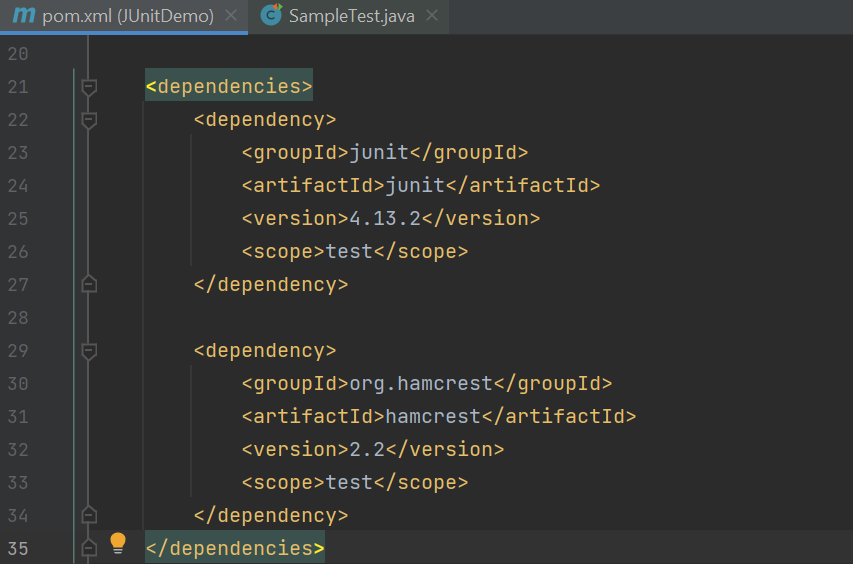 pom.xml (JUnitDemo) SampleTest.java
20
21 <dependencies>
22 <dependency>
23 <groupId>junit</groupId>
24 <artifactId>junit</artifactId>
25 <version>4.13.2</version>
26 <scope>test</scope>
27 </dependency>
28
29 <dependency>
30 <groupId>org.hamcrest</groupId>
31 <artifactId>hamcrest</artifactId>
32 <version>2.2</version>
33 <scope>test</scope>
34 </dependency>
35 </dependencies>